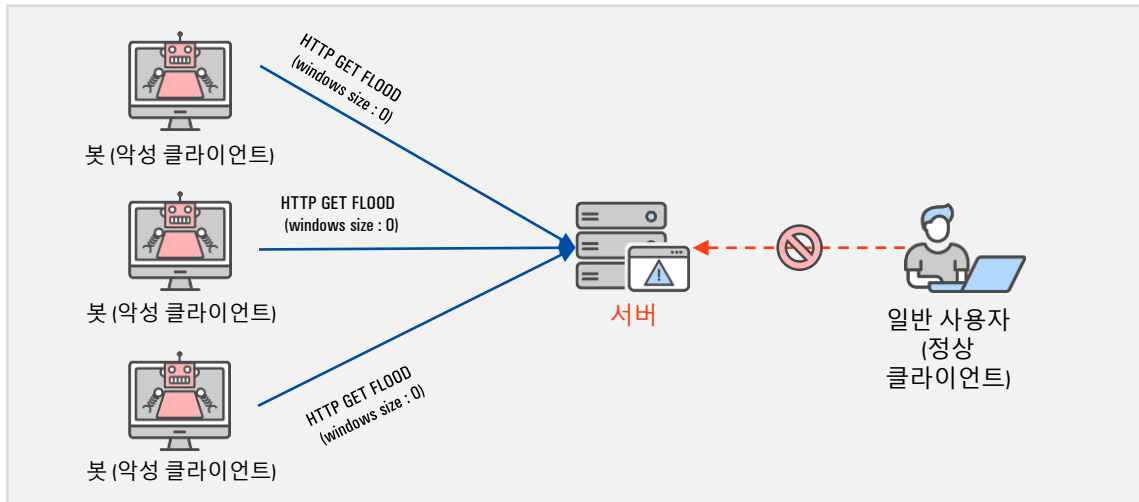 HTTP GET FLOOD
(windows size : 0)
봇 (악성 클라이언트)
HTTP GET FLOOD
(windows size : 0)
봇 (악성 클라이언트)
HTTP GET FLOOD
(windows size : 0)
봇 (악성 클라이언트)
서버
일반 사용자
(정상
클라이언트)